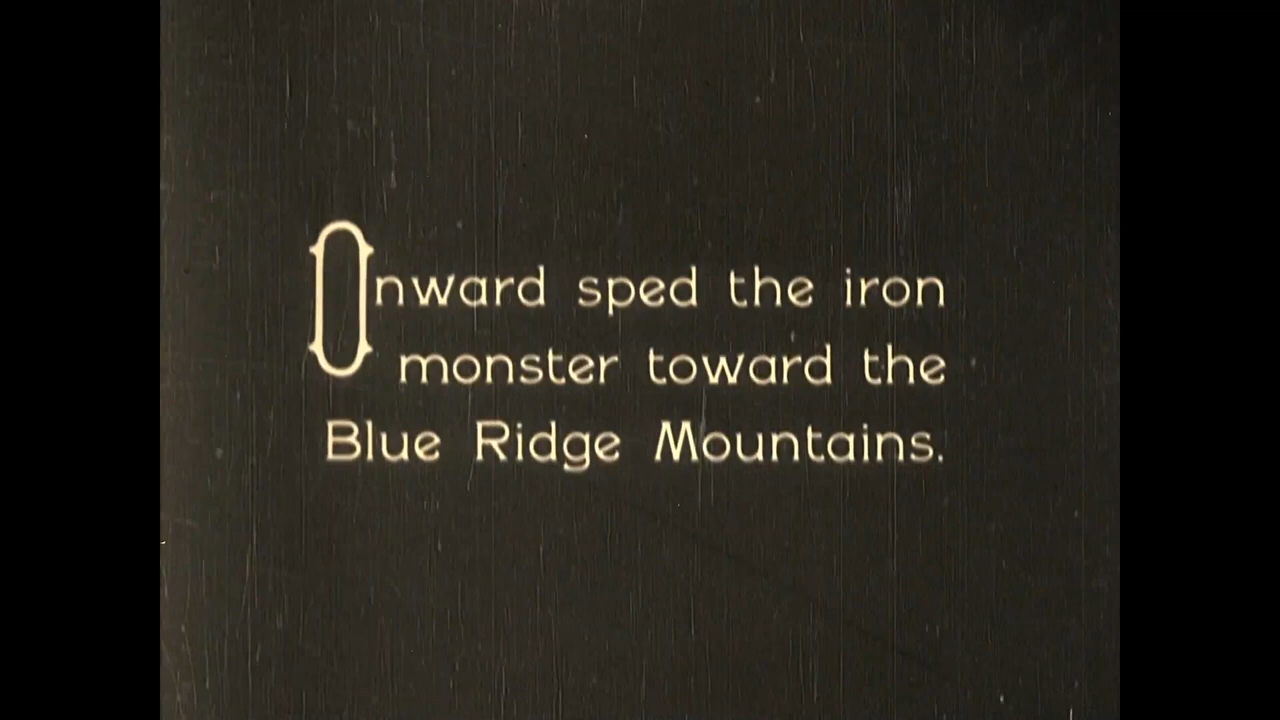 Onward sped the iron
monster toward the
Blue Ridge Mountains.